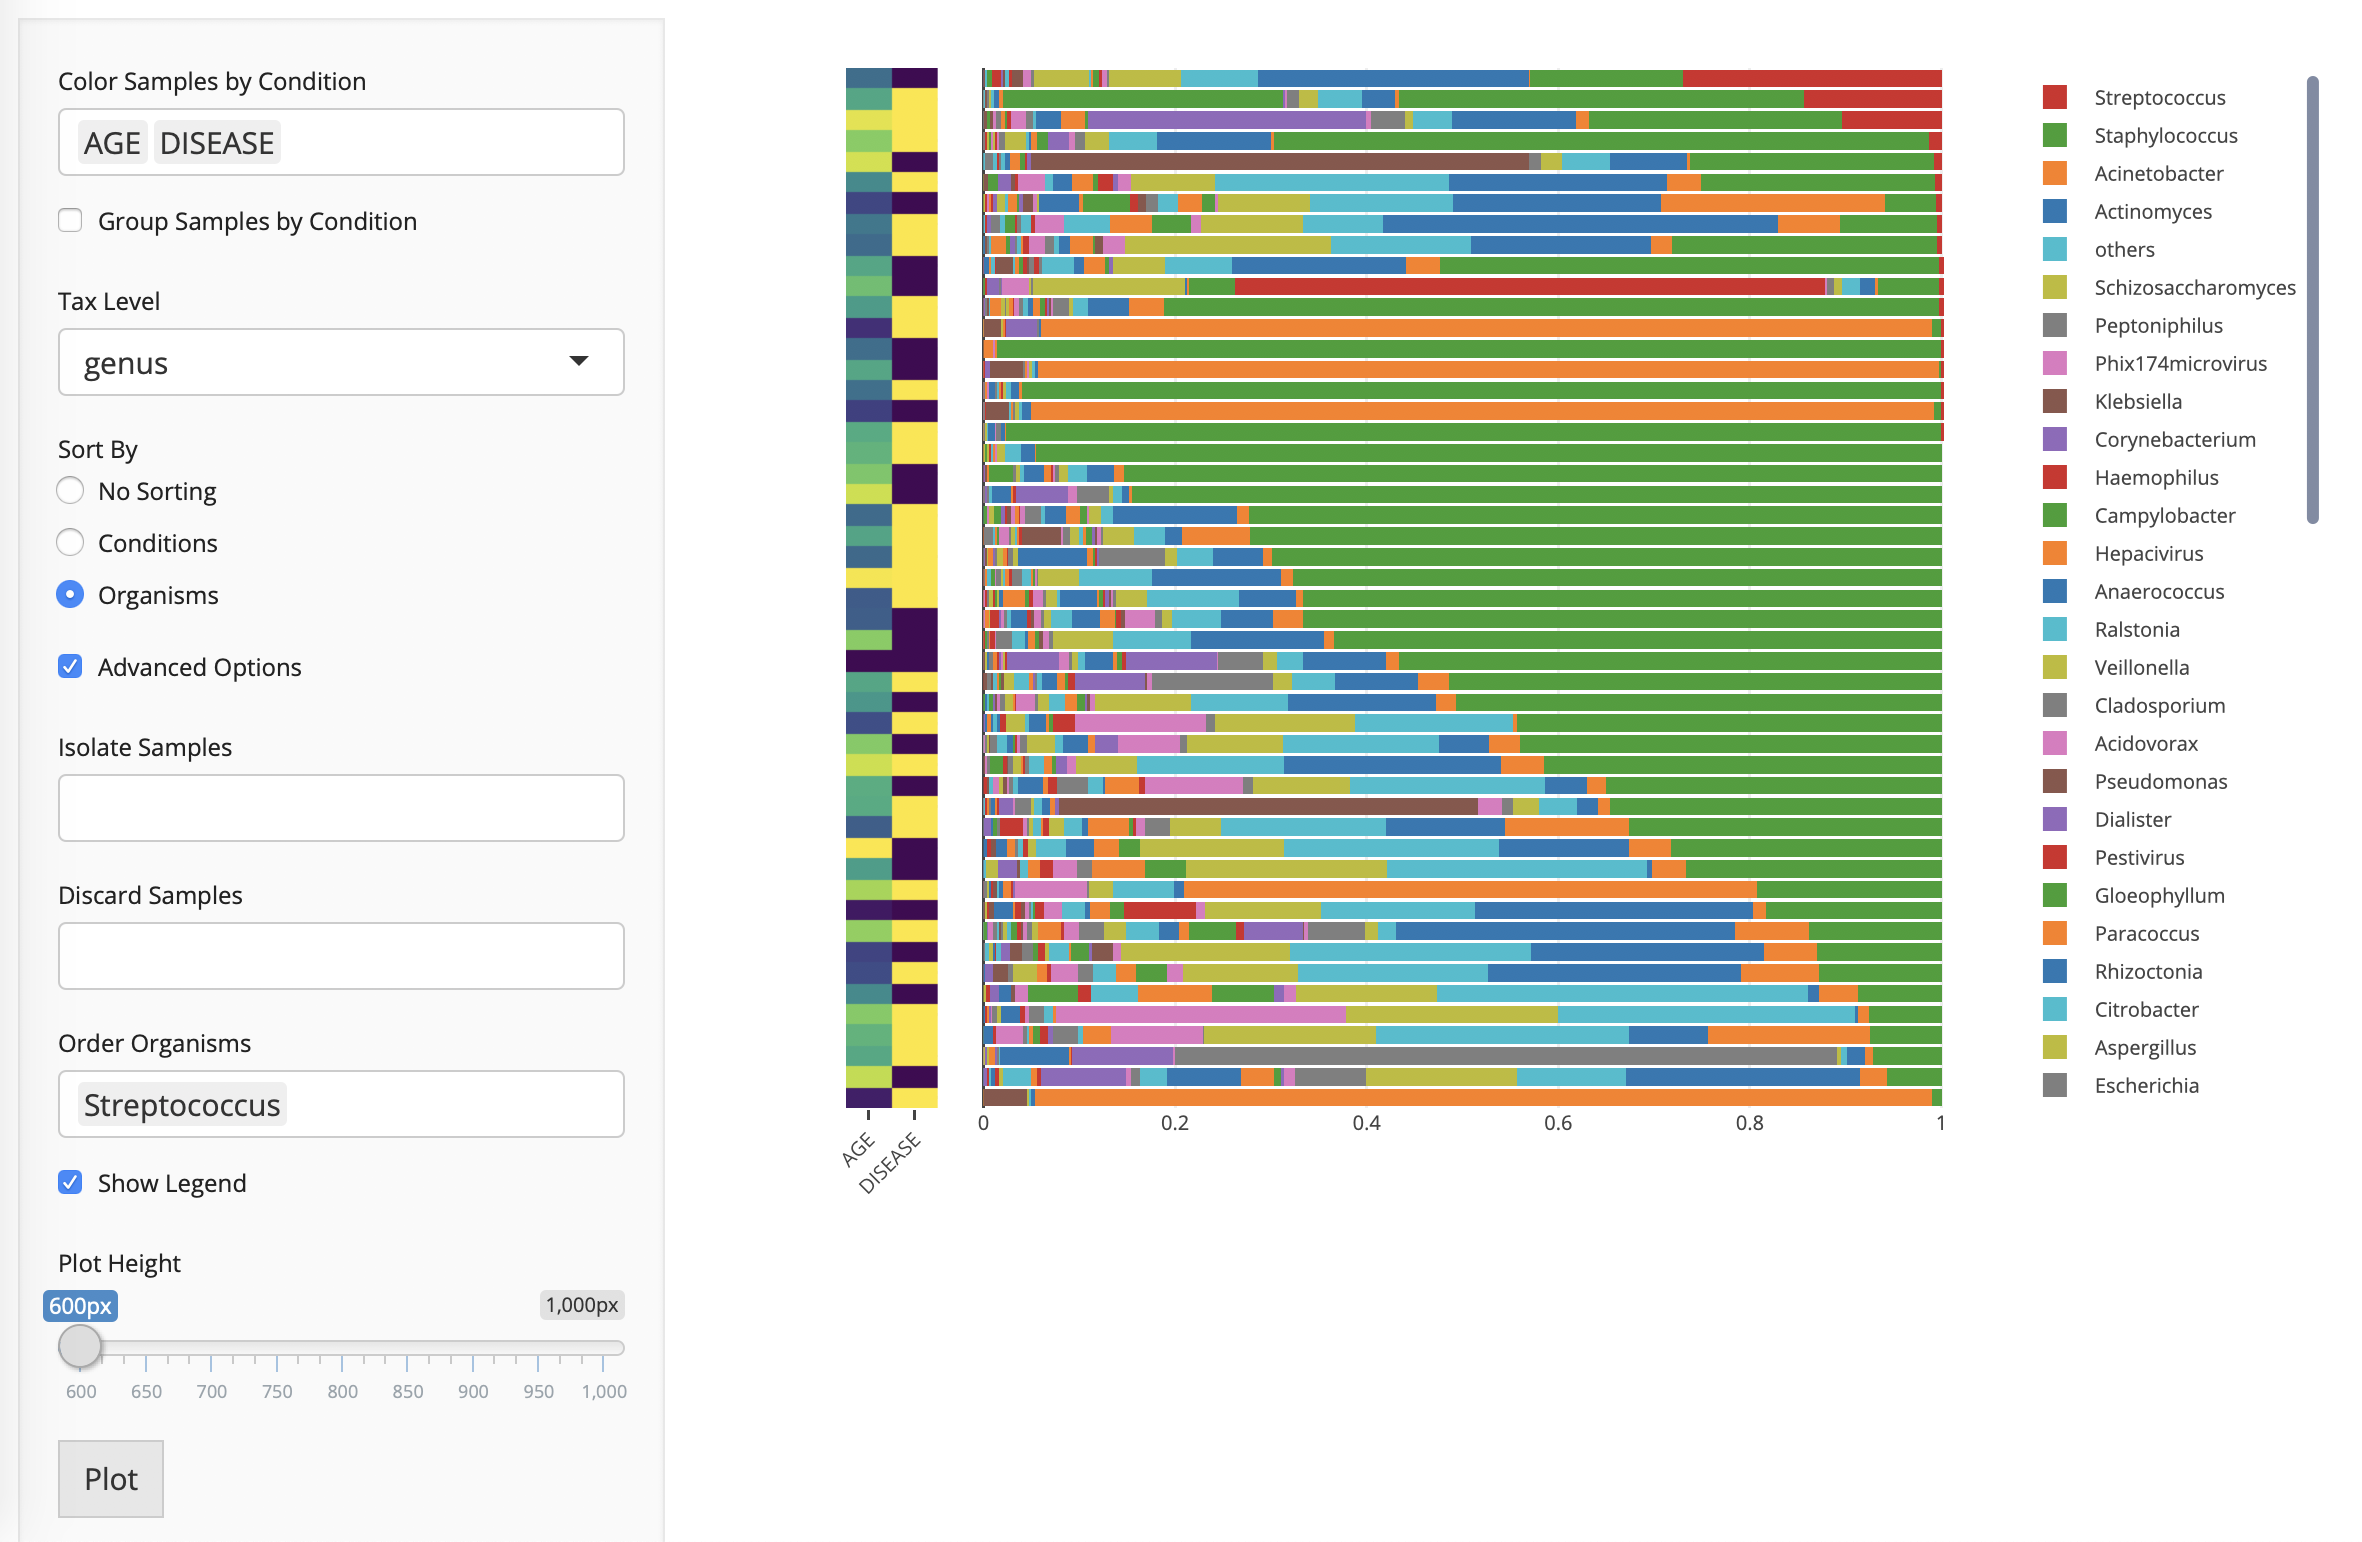 Color Samples by Condition
AGE DISEASE
Group Samples by Condition
Tax Level
genus
Sort By
No Sorting
Conditions
Organisms
Advanced Options
Isolate Samples
Discard Samples
Order Organisms
Streptococcus
Show Legend
Plot Height
600px 1,000px
600 650 700 750 800 850 900 950 1,000
Plot
AGE
DISEASE
0 0.2 0.4 0.6 0.8 1
Streptococcus
Staphylococcus
Acinetobacter
Actinomyces
others
Schizosaccharomyces
Peptoniphilus
Phix174microvirus
Klebsiella
Corynebacterium
Haemophilus
Campylobacter
Hepacivirus
Anaerococcus
Ralstonia
Veillonella
Cladosporium
Acidovorax
Pseudomonas
Dialister
Pestivirus
Gloeophyllum
Paracoccus
Rhizoctonia
Citrobacter
Aspergillus
Escherichia